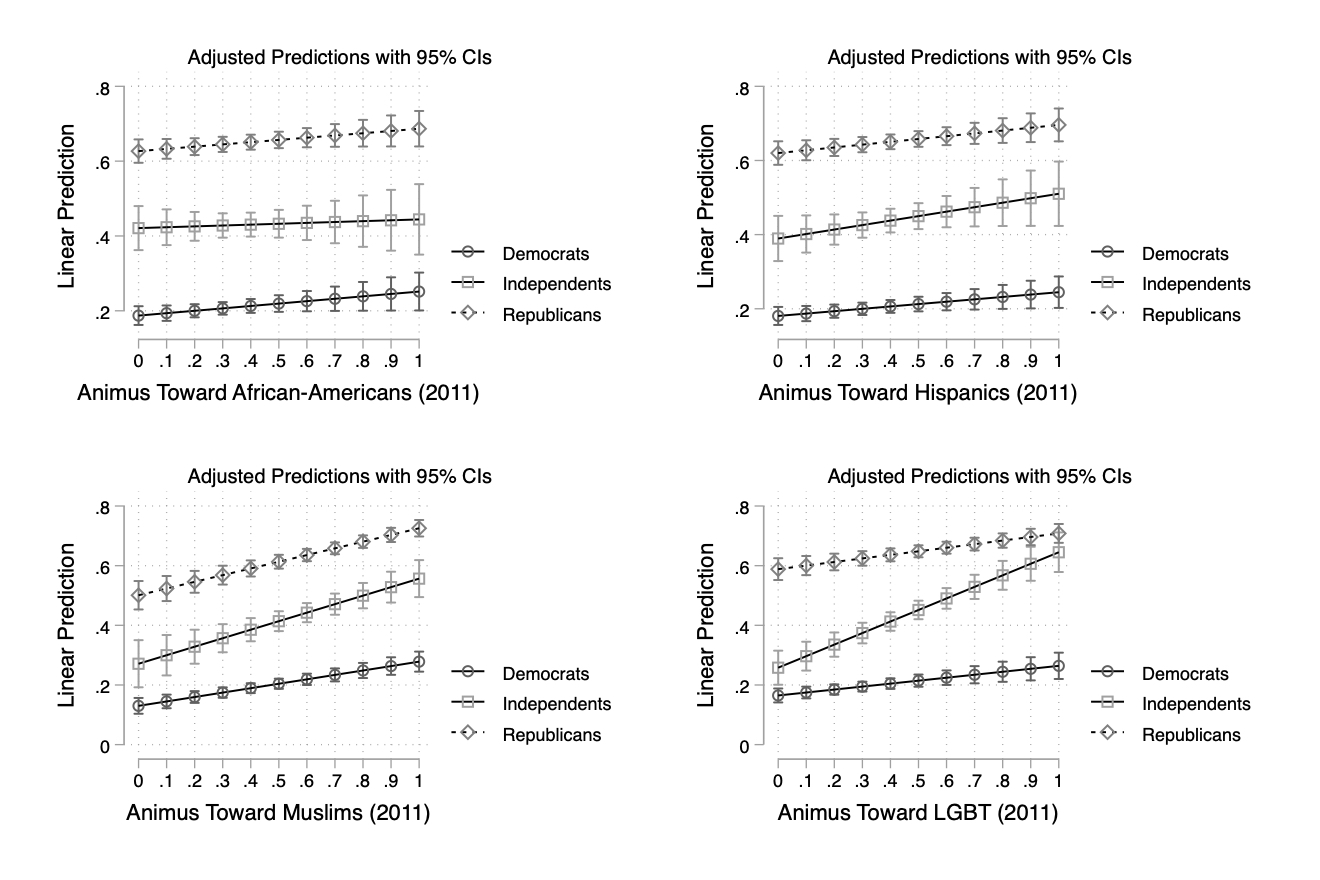 Adjusted Predictions with 95% CIs
Linear Prediction
.8
.6
.4
.2
0 .1 .2 .3 .4 .5 .6 .7 .8 .9 1
Animus Toward African-Americans (2011)
Democrats
Independents
Republicans
Adjusted Predictions with 95% CIs
Linear Prediction
.8
.6
.4
.2
0 .1 .2 .3 .4 .5 .6 .7 .8 .9 1
Animus Toward Hispanics (2011)
Democrats
Independents
Republicans
Adjusted Predictions with 95% CIs
Linear Prediction
.8
.6
.4
.2
0
0 .1 .2 .3 .4 .5 .6 .7 .8 .9 1
Animus Toward Muslims (2011)
Democrats
Independents
Republicans
Adjusted Predictions with 95% CIs
Linear Prediction
.8
.6
.4
.2
0
0 .1 .2 .3 .4 .5 .6 .7 .8 .9 1
Animus Toward LGBT (2011)
Democrats
Independents
Republicans